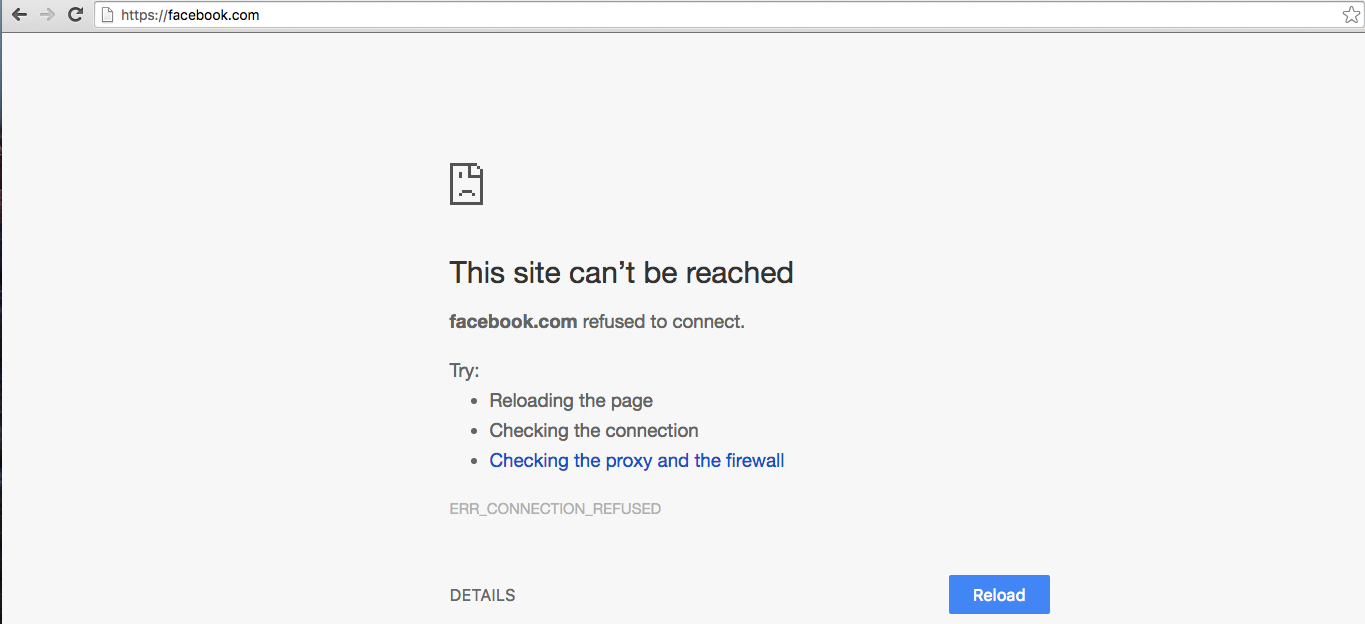 https://facebook.com
This site can’t be reached
facebook.com refused to connect.
Try:
Reloading the page
Checking the connection
Checking the proxy and the firewall
ERR_CONNECTION_REFUSED
DETAILS
Reload